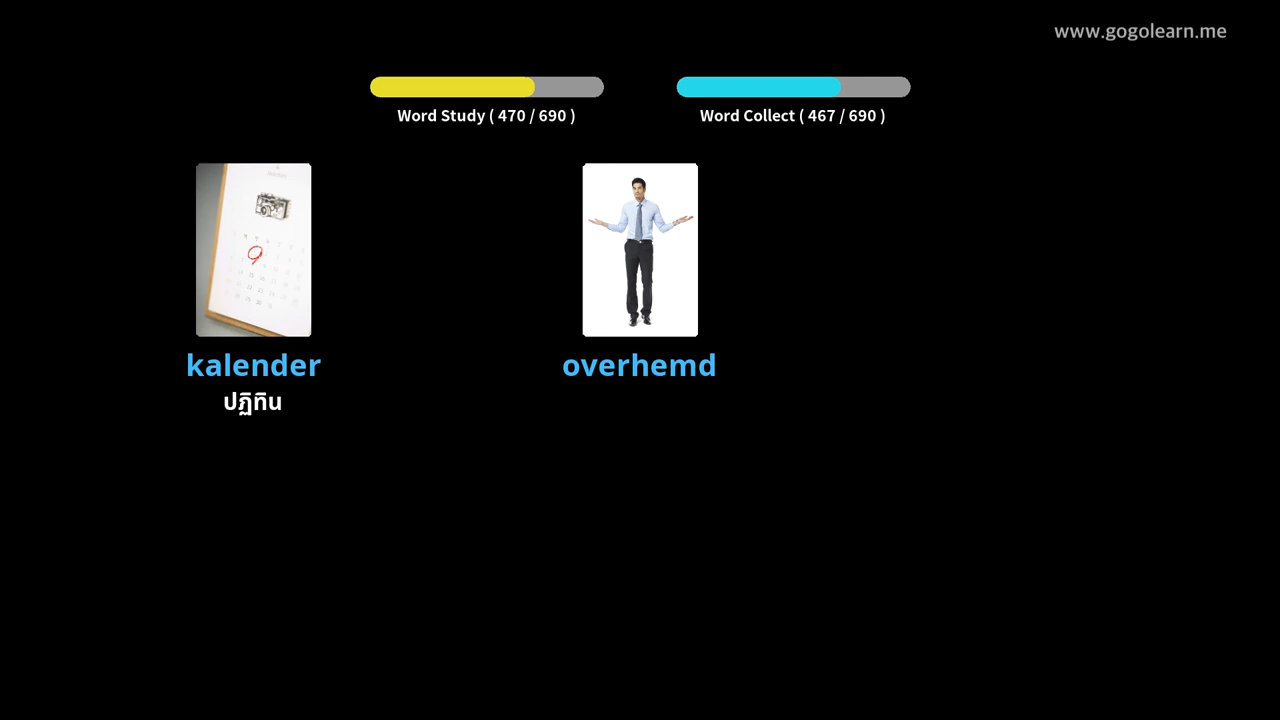 www.gogolearn.me
Word Study ( 470 / 690 )
Word Collect ( 467 / 690 )
kalender
ปฏิทิน
overhemd